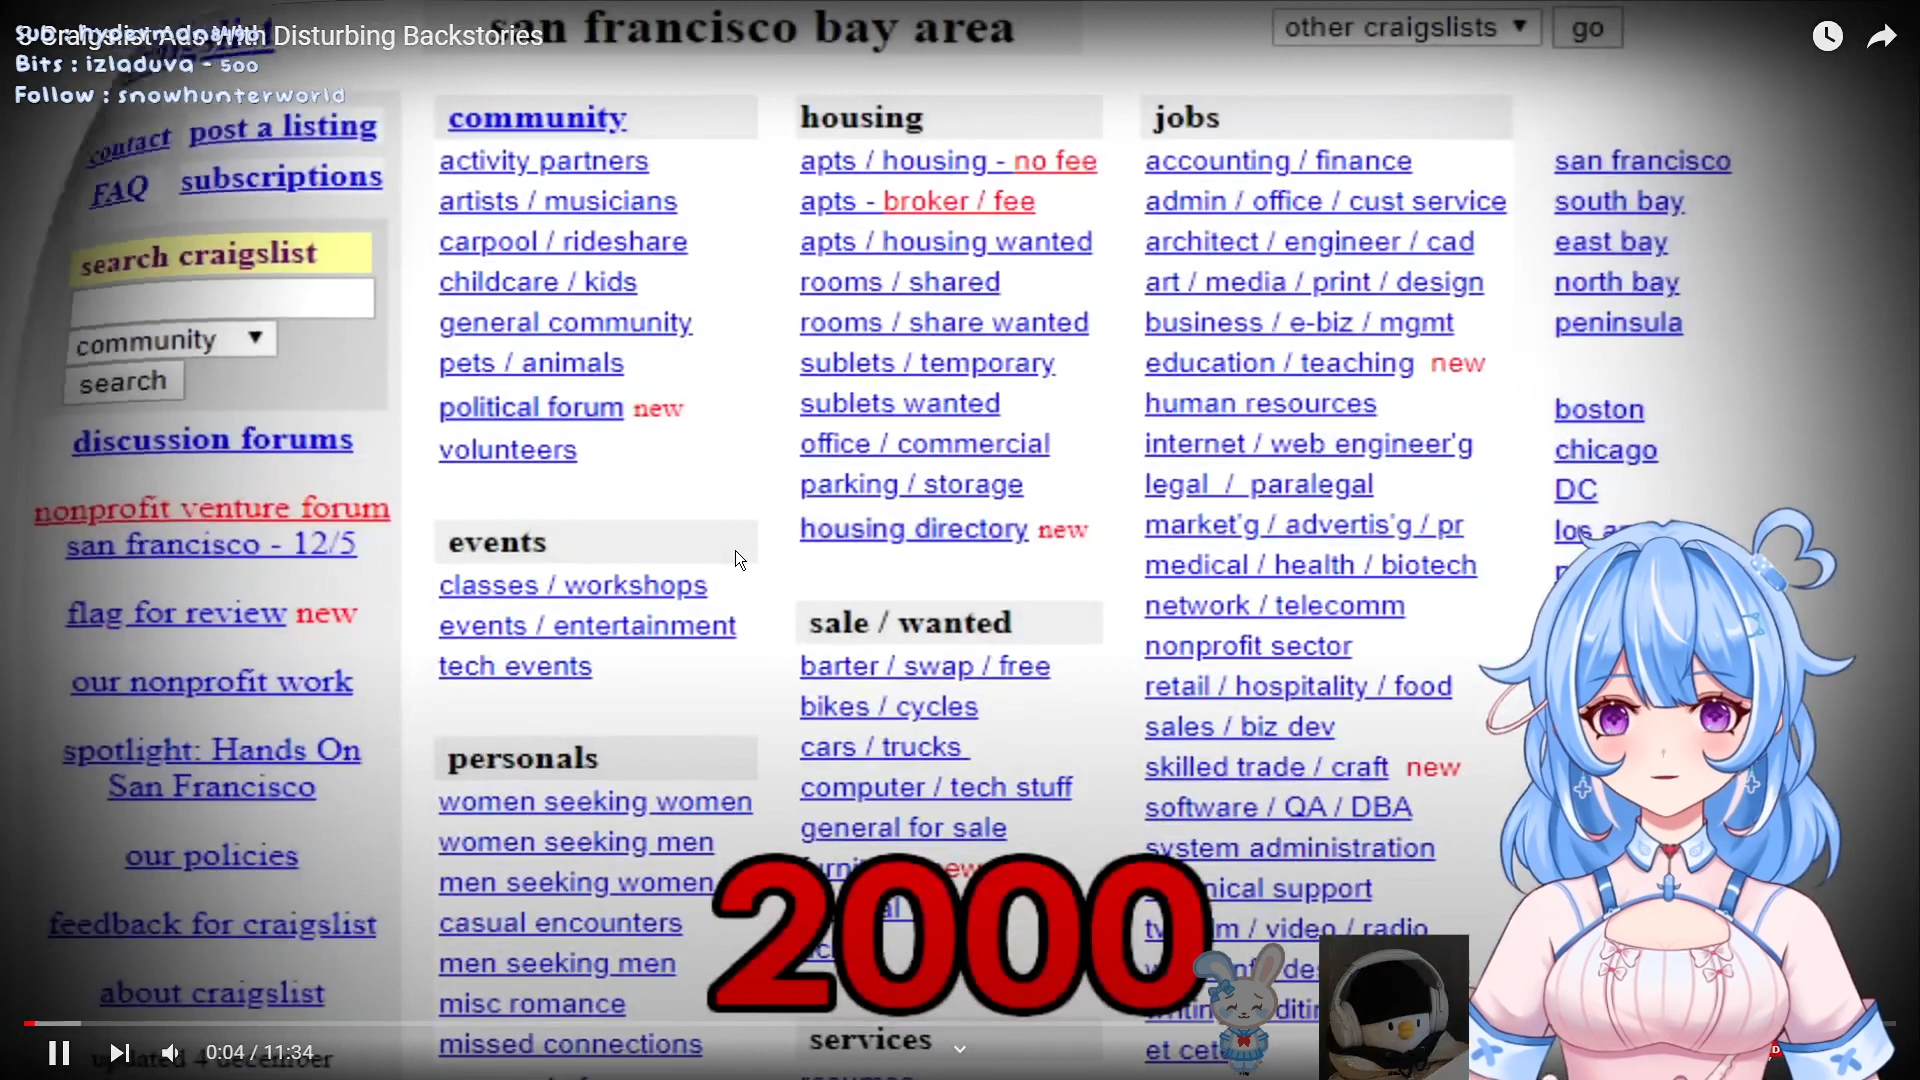 Craigslist Ads With Disturbing Backstories
Bits : izladuva - 500
Follow : snowhunterworld
san francisco bay area
other craigslists
go
contact
post a listing
FAQ
subscriptions
search craigslist
community
search
discussion forums
nonprofit venture forum
san francisco - 12/5
flag for review new
our nonprofit work
spotlight: Hands On
San Francisco
our policies
feedback for craigslist
about craigslist
updated 4 december
community
activity partners
artists / musicians
carpool / rideshare
childcare / kids
general community
pets / animals
political forum new
volunteers
events
classes / workshops
events / entertainment
tech events
personals
women seeking women
women seeking men
men seeking women
casual encounters
men seeking men
misc romance
missed connections
housing
apts / housing - no fee
apts - broker / fee
apts / housing wanted
rooms / shared
rooms / share wanted
sublets / temporary
sublets wanted
office / commercial
parking / storage
housing directory new
sale / wanted
barter / swap / free
bikes / cycles
cars / trucks
computer / tech stuff
general for sale
services
jobs
accounting / finance
admin / office / cust service
architect / engineer / cad
art / media / print / design
business / e-biz / mgmt
education / teaching new
human resources
internet / web engineer'g
legal / paralegal
market'g / advertis'g / pr
medical / health / biotech
network / telecomm
nonprofit sector
retail / hospitality / food
sales / biz dev
skilled trade / craft new
software / QA / DBA
system administration
support
/ video / radio
san francisco
south bay
east bay
north bay
peninsula
boston
chicago
DC
2000
0:04 / 11:34